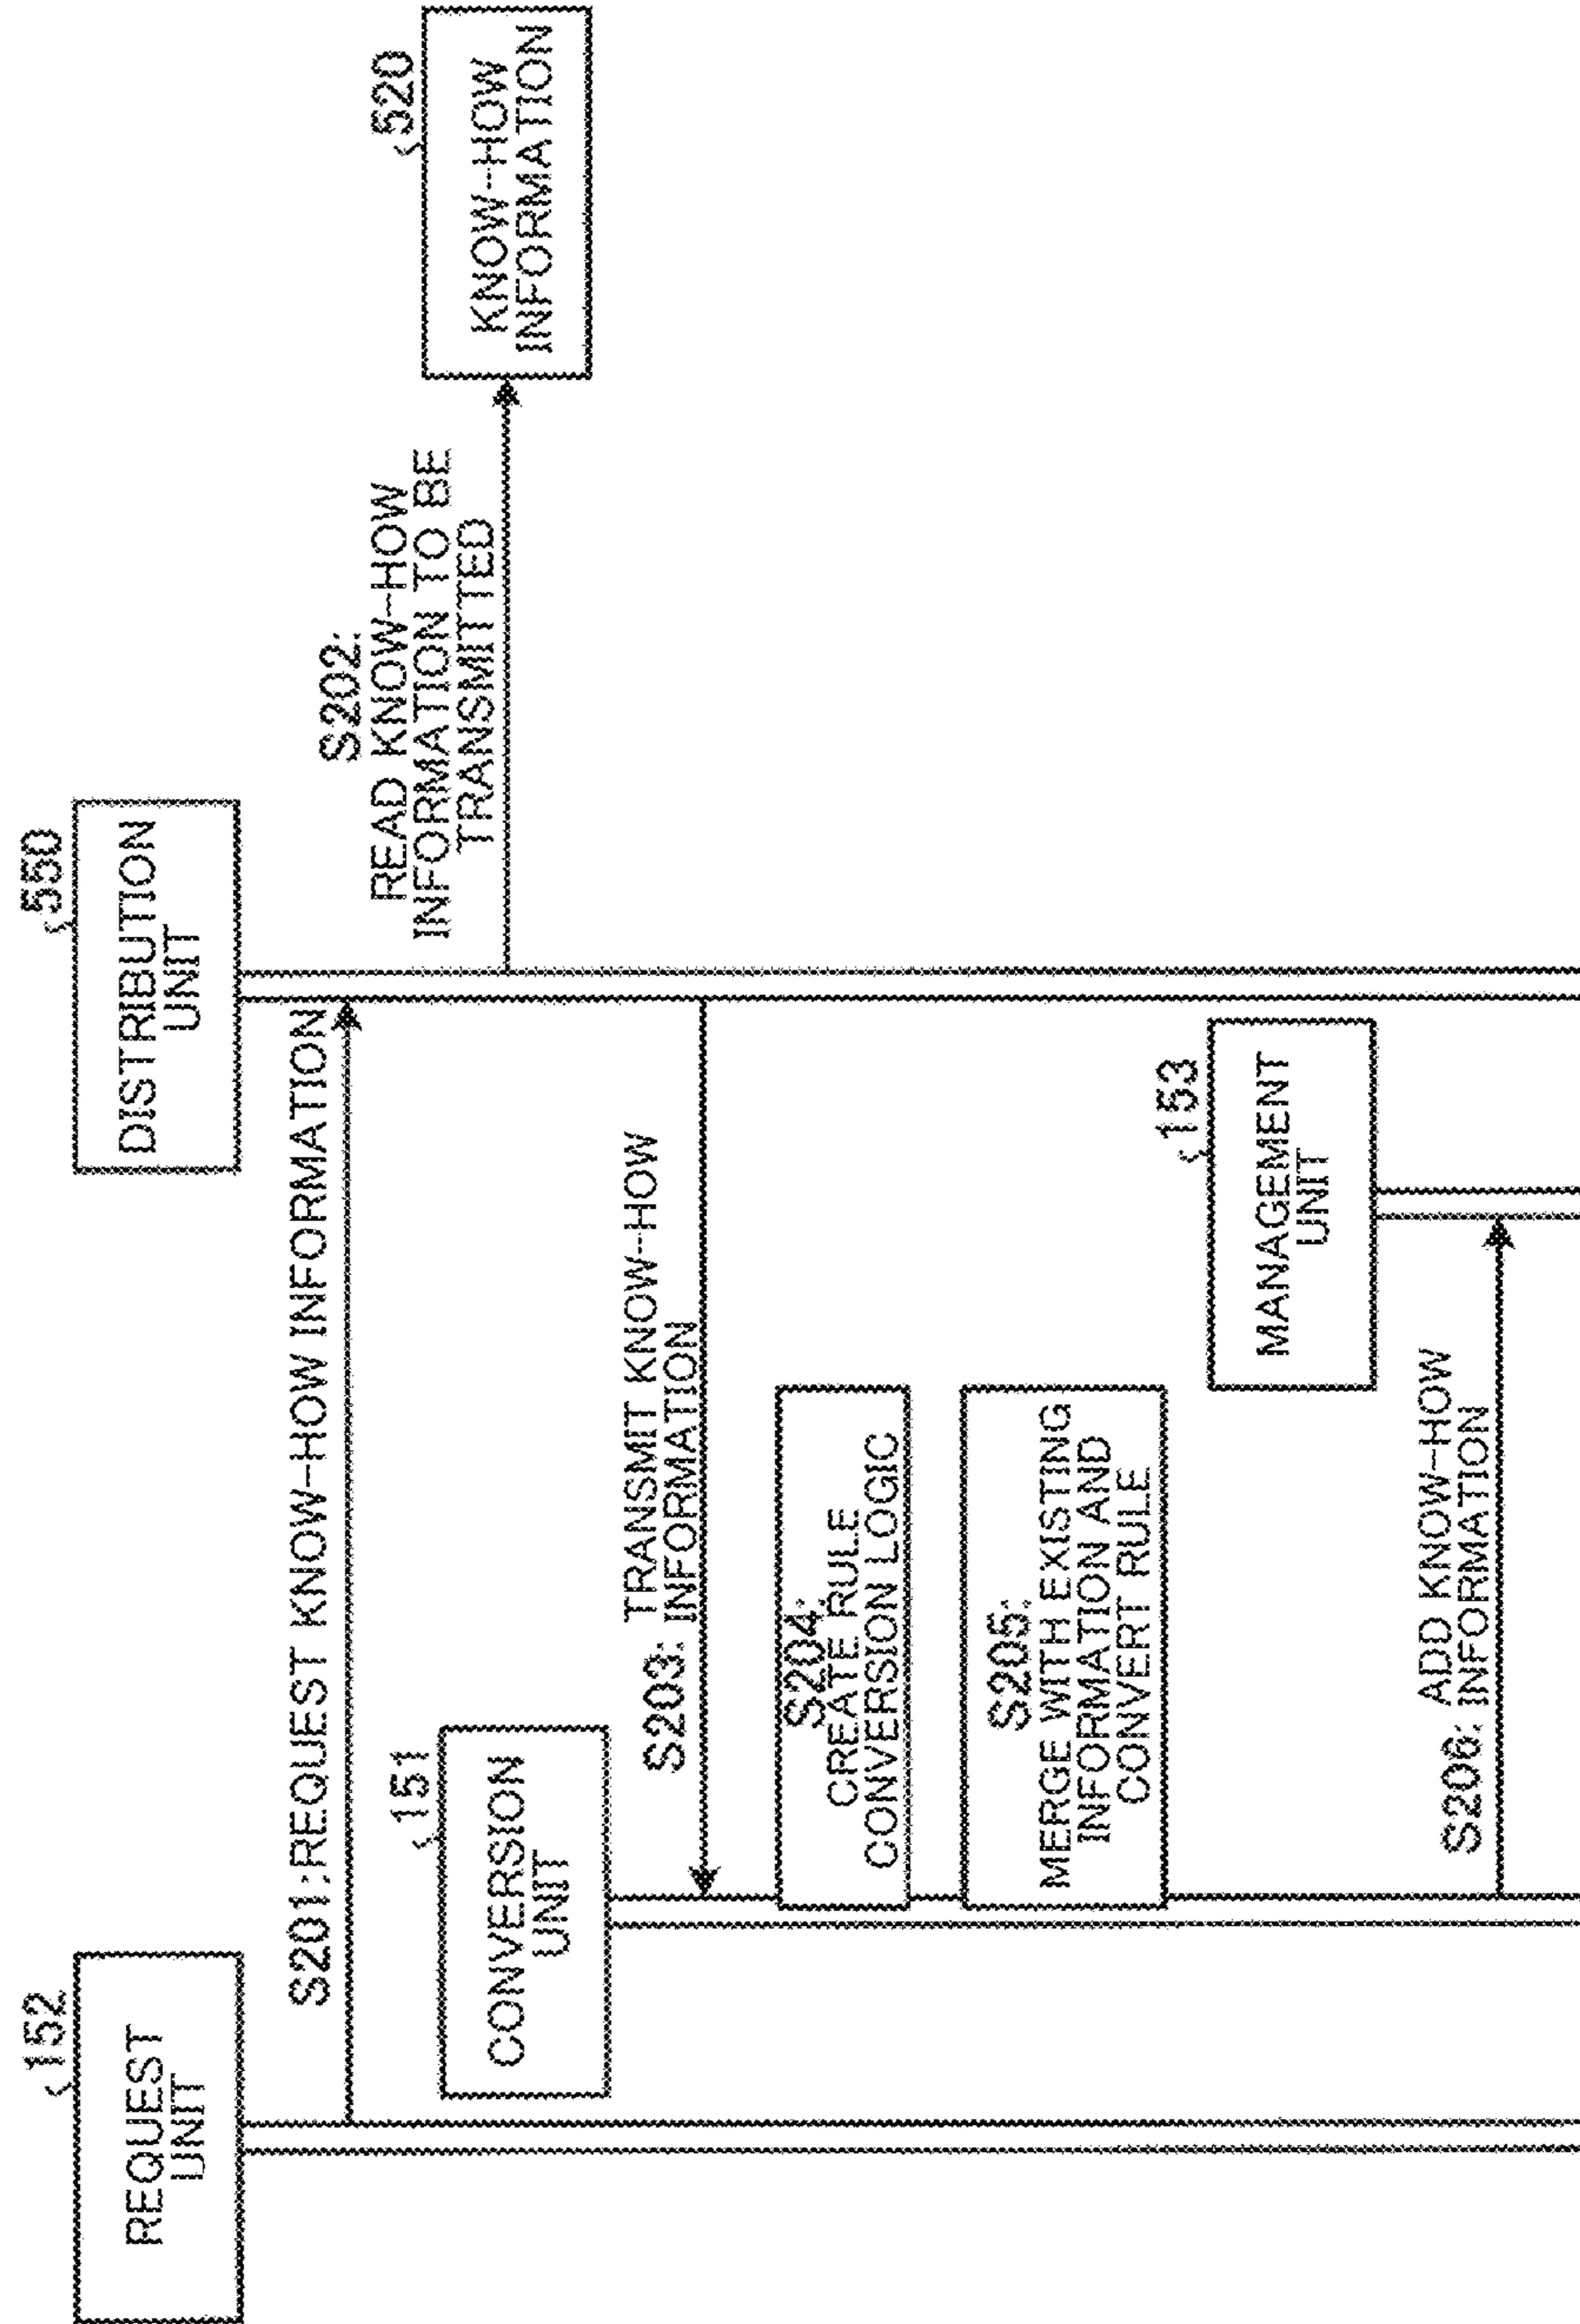 152
REQUEST
UNIT
550
DISTRIBUTION
UNIT
S201:REQUEST KNOW-HOW INFORMATION
S202:
READ KNOW-HOW
INFORMATION TO BE
TRANSMITTED
520
KNOW-HOW
INFORMATION
151
CONVERSION
UNIT
S203: TRANSMIT KNOW-HOW
INFORMATION
S204:
CREATE RULE
CONVERSION LOGIC
S205:
MERGE WITH EXISTING
INFORMATION AND
CONVERT RULE
153
MANAGEMENT
UNIT
S206: ADD KNOW-HOW
INFORMATION